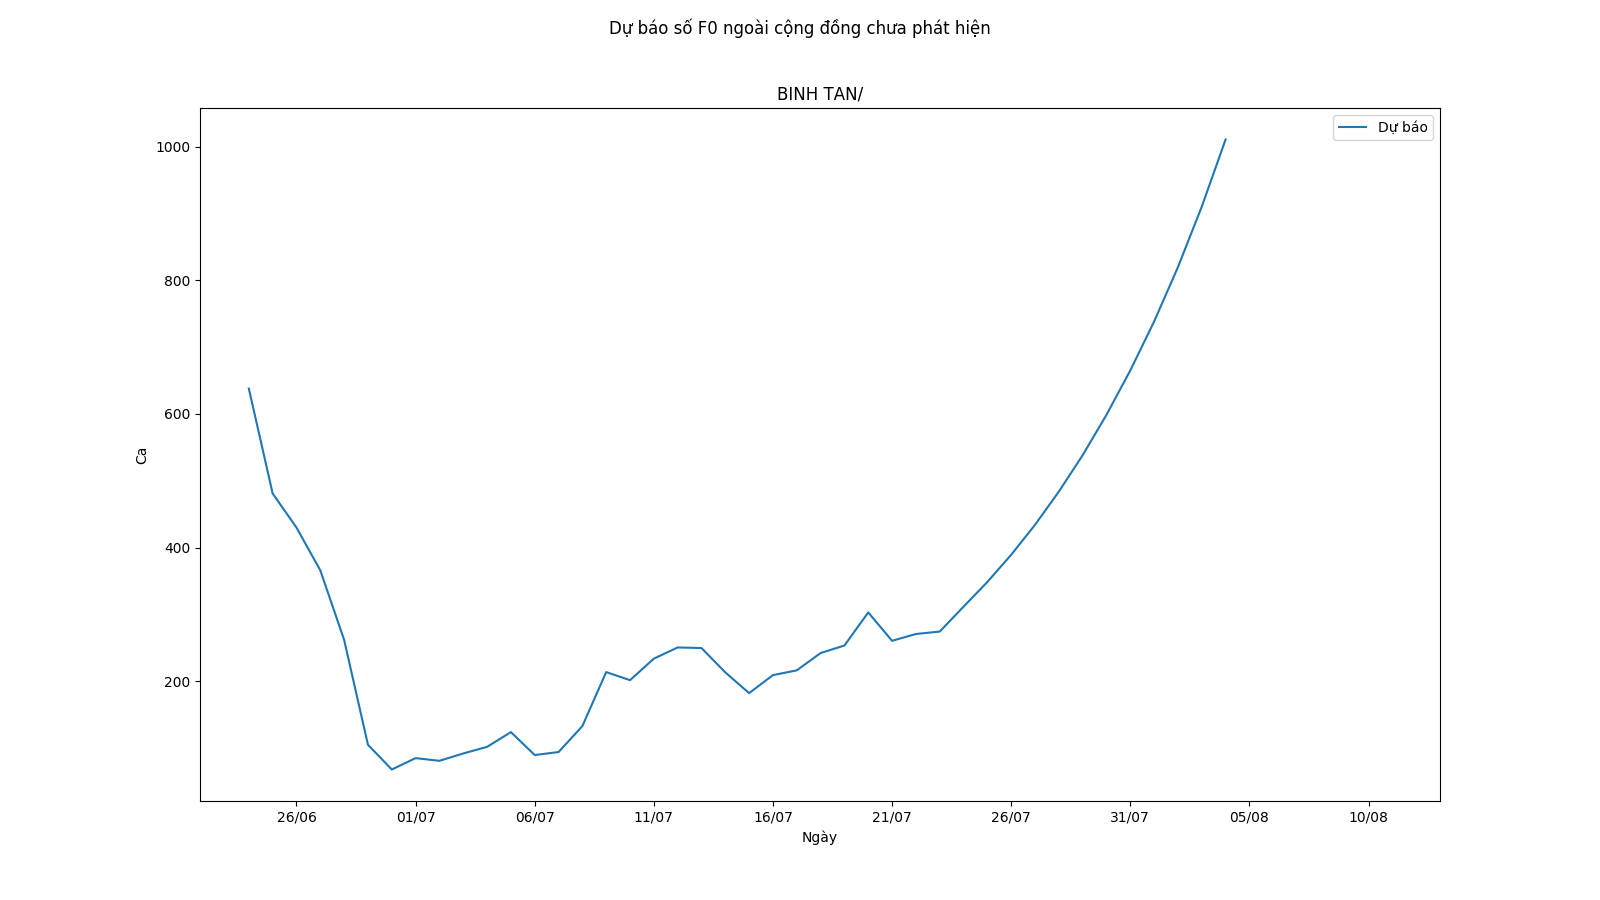 Dự báo số F0 ngoài cộng đồng chưa phát hiện
BINH TAN/
Dự báo
1000
800
600
400
200
Ca
26/06 01/07 06/07 11/07 16/07 21/07 26/07 31/07 05/08 10/08
Ngày